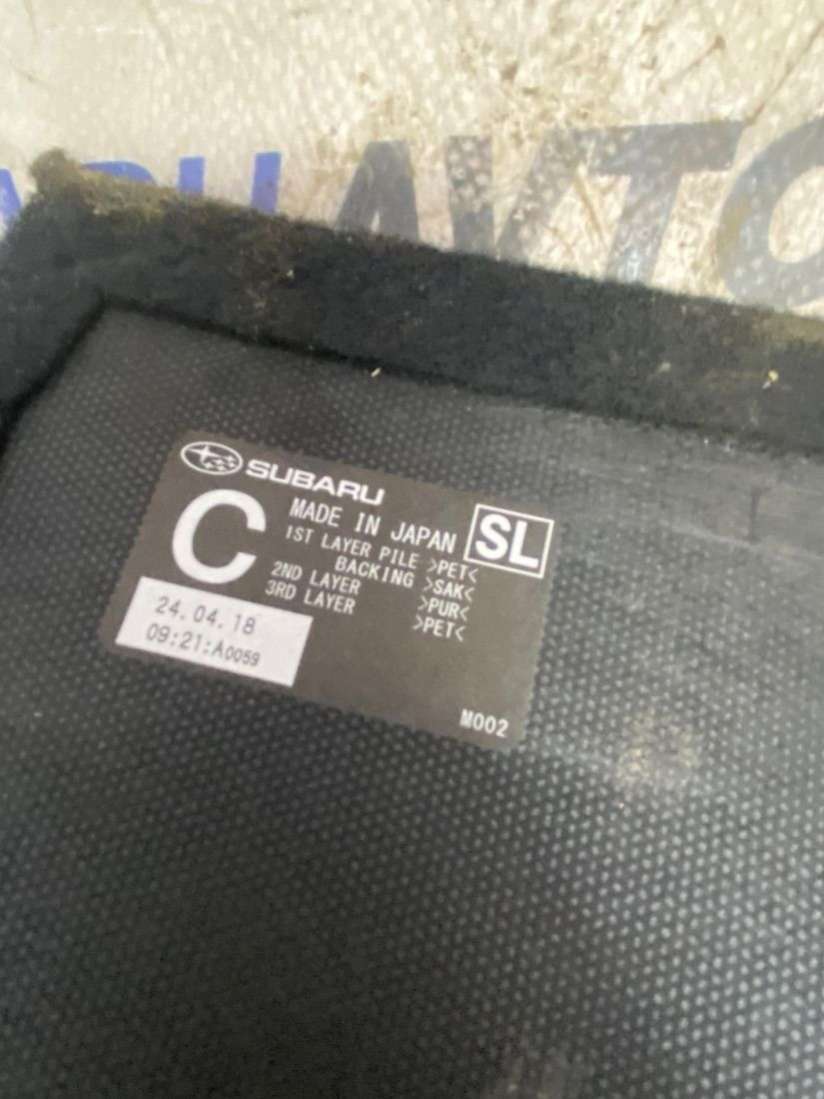 SUBARU
C
MADE IN JAPAN
SL
1ST LAYER PILE >PET<
BACKING >SAK<
2ND LAYER >PUR<
3RD LAYER >PET<
24.04.18
09:21:A0059
M002